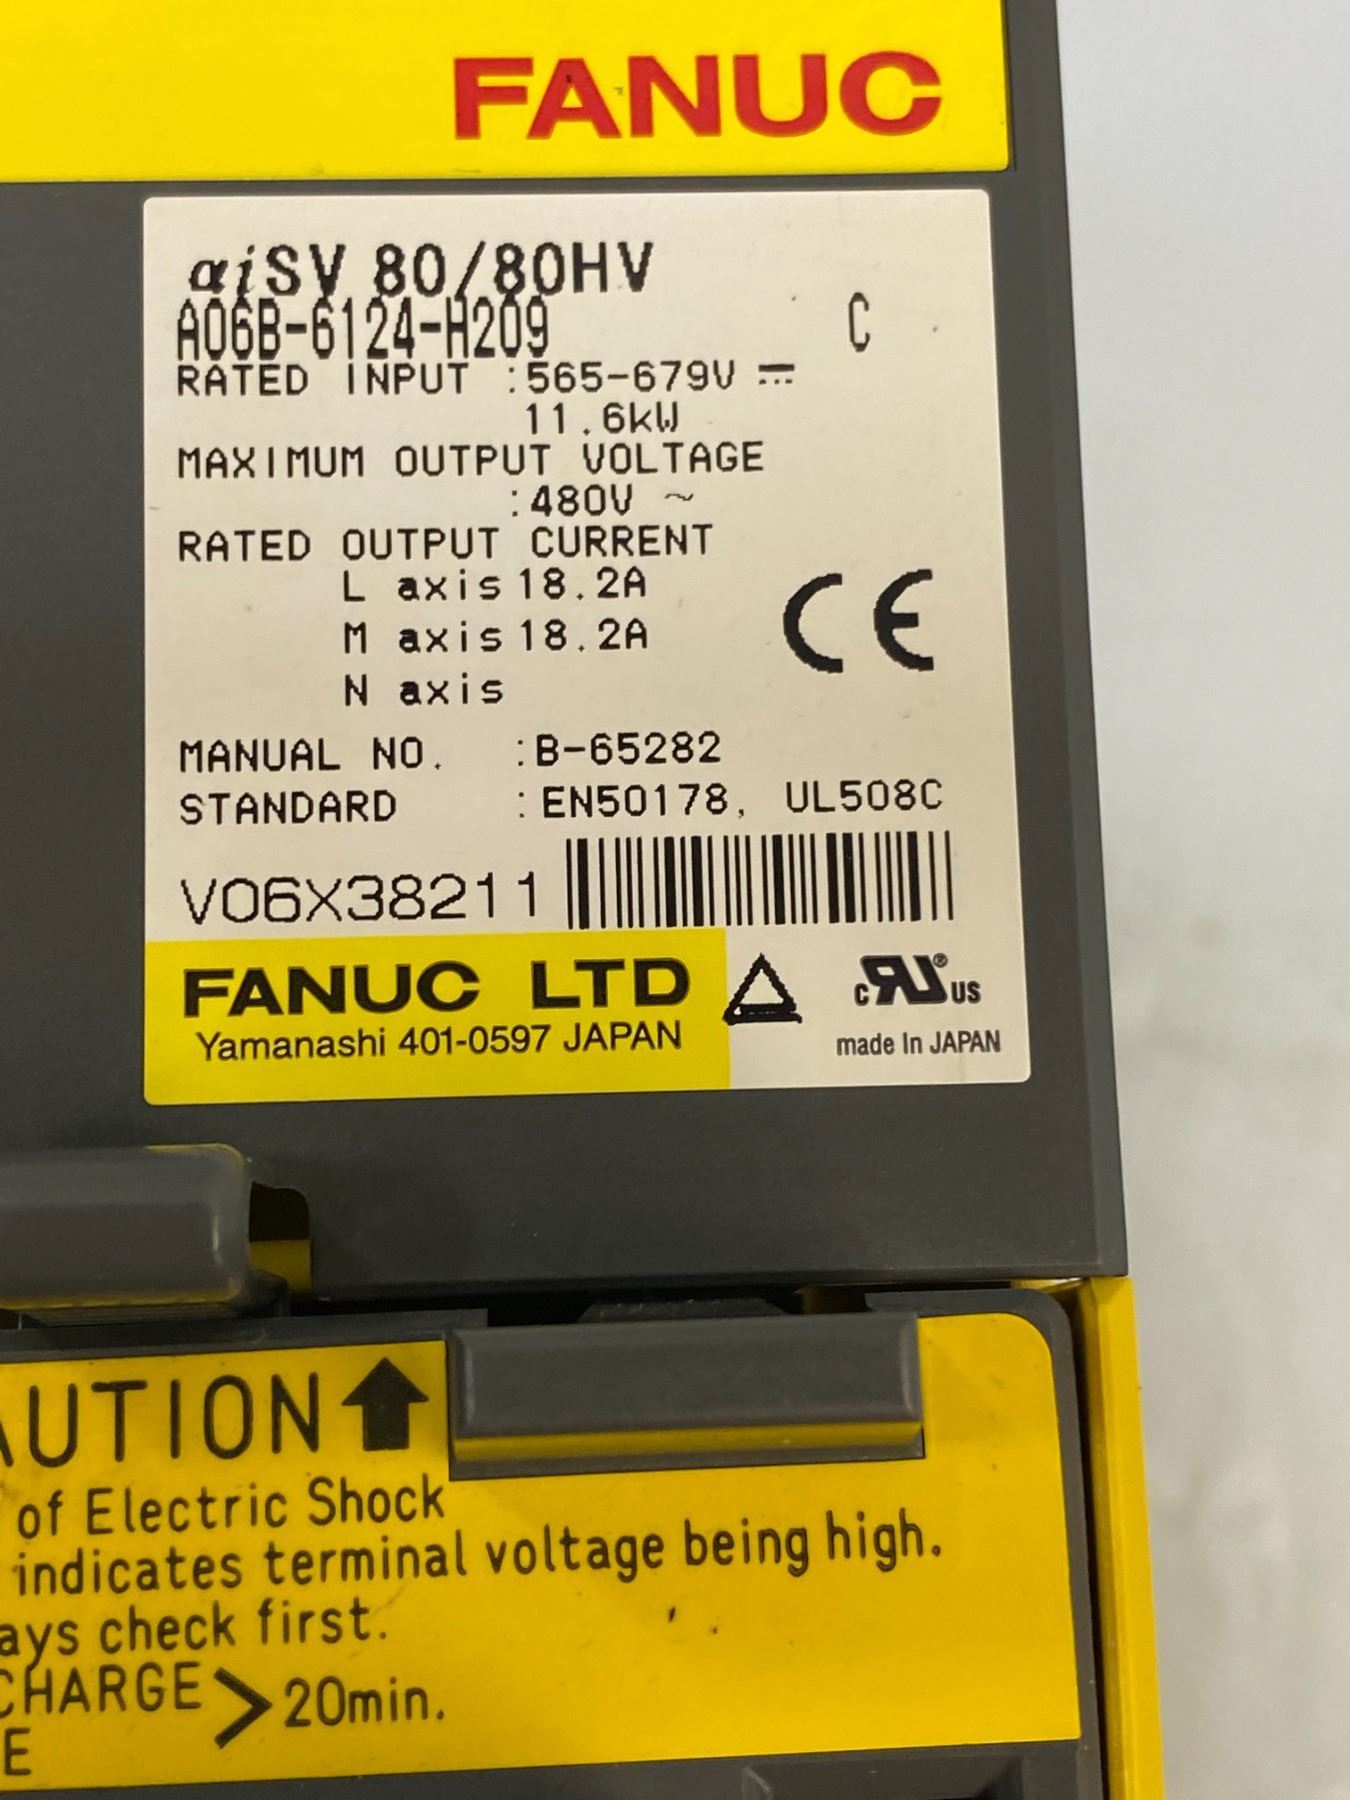 FANUC
αiSV 80/80HV
A06B-6124-H209 C
RATED INPUT :565-679V ⎓
11.6kW
MAXIMUM OUTPUT VOLTAGE
:480V ~
RATED OUTPUT CURRENT
L axis 18.2A
M axis 18.2A
N axis
CE
MANUAL NO. :B-65282
STANDARD :EN50178, UL508C
V06X38211
FANUC LTD
Yamanashi 401-0597 JAPAN
c RU ® US
made In JAPAN
AUTION
of Electric Shock
indicates terminal voltage being high.
ays check first.
CHARGE > 20min.
E